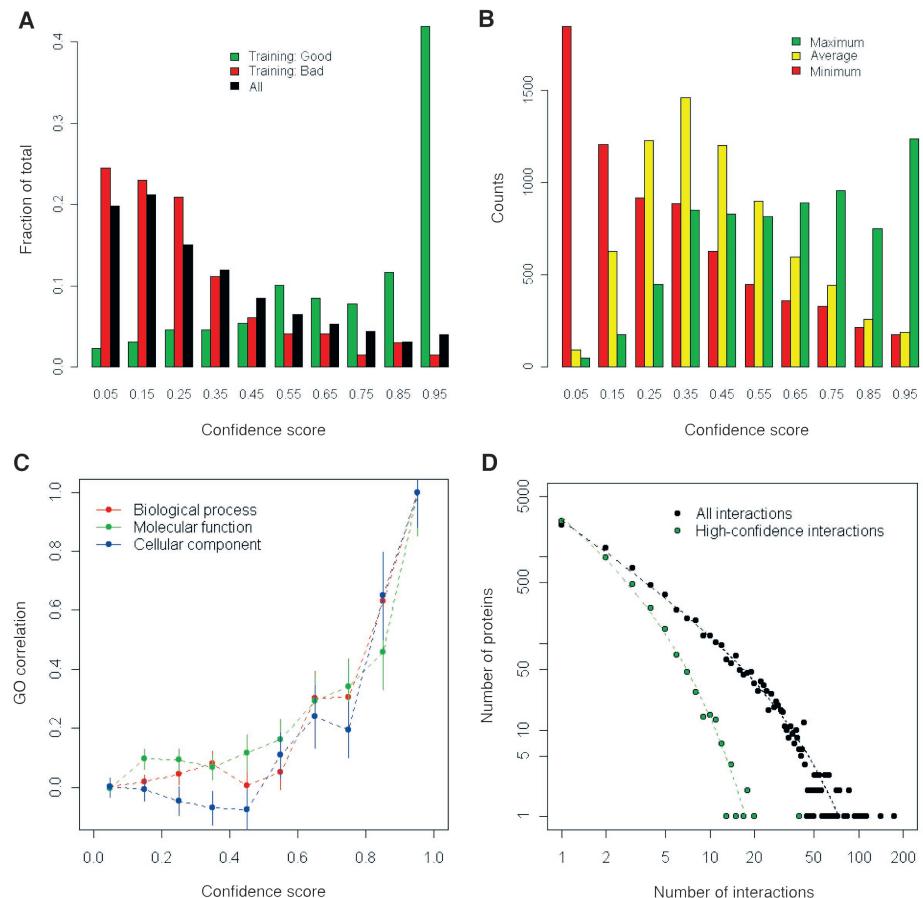 A
Training: Good
Training: Bad
All
Fraction of total
0.0 0.1 0.2 0.3 0.4
0.05 0.15 0.25 0.35 0.45 0.55 0.65 0.75 0.85 0.95
Confidence score
B
Maximum
Average
Minimum
Counts
0 500 1000 1500
0.05 0.15 0.25 0.35 0.45 0.55 0.65 0.75 0.85 0.95
Confidence score
C
Biological process
Molecular function
Cellular component
GO correlation
0.0 0.2 0.4 0.6 0.8 1.0
0.0 0.2 0.4 0.6 0.8 1.0
Confidence score
D
All interactions
High-confidence interactions
Number of proteins
1 5 10 50 500 5000
1 2 5 10 20 50 100 200
Number of interactions